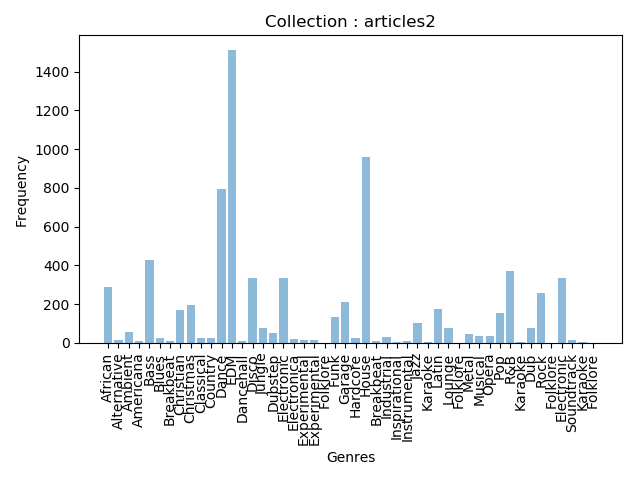 Collection : articles2
Frequency
1400
1200
1000
800
600
400
200
0
African
Alternative
Ambient
Americana
Bass
Blues
Breakbeat
Christian
Christmas
Classical
Country
Dance
EDM
Dancehall
Disco
Jungle
Dubstep
Electronic
Electronica
Experimental
Experimental
Folklore
Funk
Garage
Hardcore
House
Breakbeat
Industrial
Inspirational
Instrumental
Jazz
Karaoke
Latin
Lounge
Folklore
Metal
Musical
Opera
Pop
R&B
Karaoke
Dub
Rock
Folklore
Electronic
Soundtrack
Karaoke
Folklore
Genres